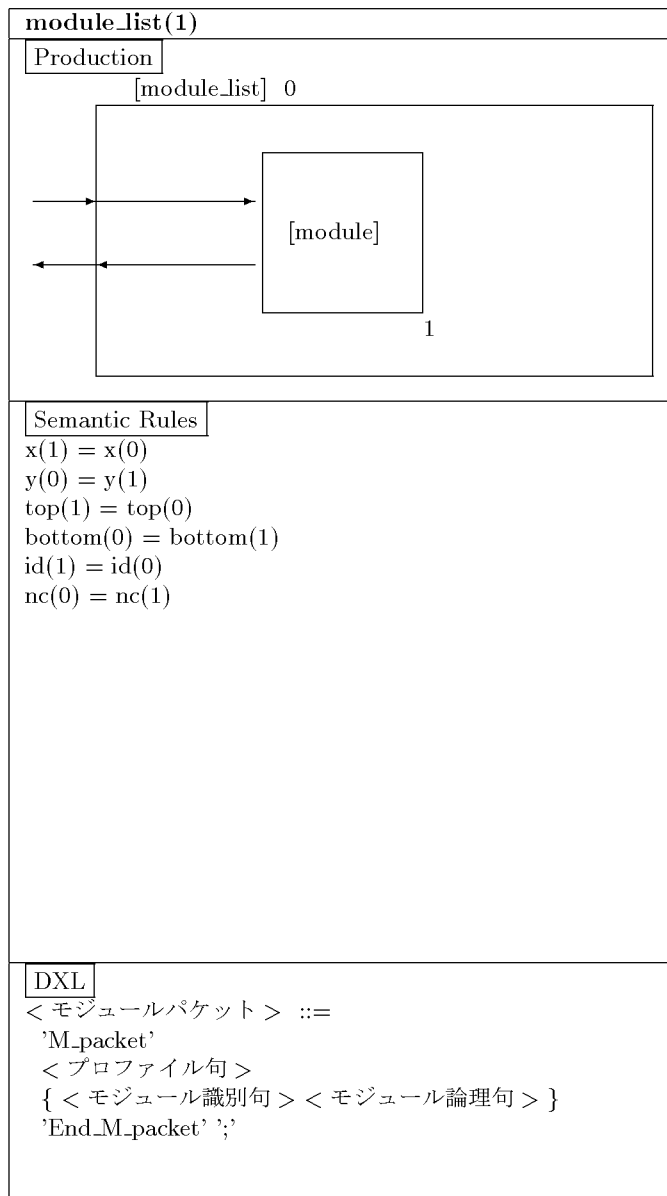 module_list(1)
Production
[module_list] 0
[module]
1
Semantic Rules
x(1) = x(0)
y(0) = y(1)
top(1) = top(0)
bottom(0) = bottom(1)
id(1) = id(0)
nc(0) = nc(1)
DXL
< モジュールパケット > ::=
'M_packet'
< プロファイル句 >
{ < モジュール識別句 > < モジュール論理句 > }
'End_M_packet' ';'